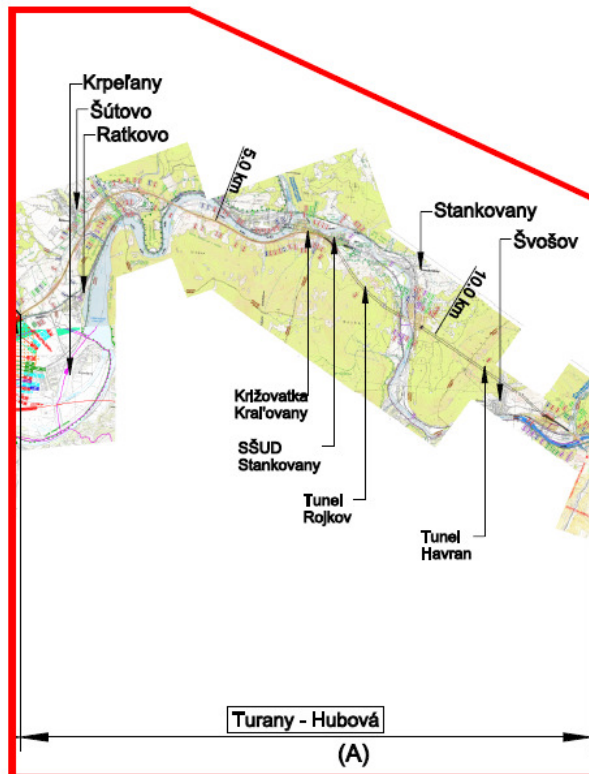 Krpeľany
Šútovo
Ratkovo
5.0 km
Stankovany
Švošov
10.0 km
Križovatka
Kraľovany
SŠUD
Stankovany
Tunel
Rojkov
Tunel
Havran
Turany - Hubová
(A)